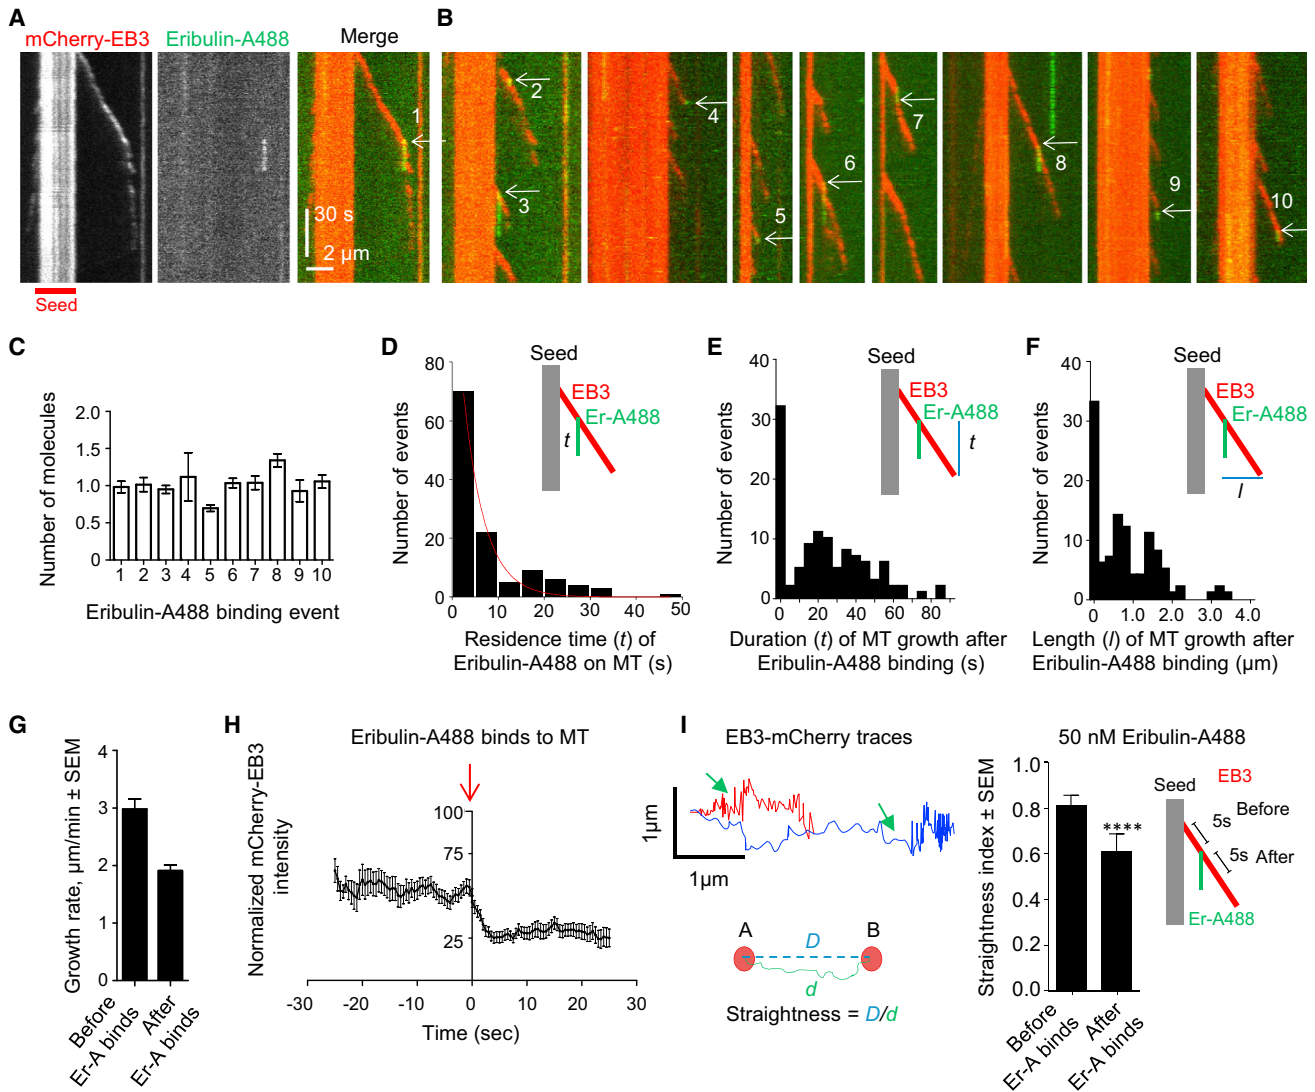 A
B
mCherry-EB3
Eribulin-A488
Merge
1
30 s
2 μm
2
3
4
5
6
7
8
9
10
Seed
C
Number of molecules
2.0
1.5
1.0
0.5
0
1 2 3 4 5 6 7 8 9 10
Eribulin-A488 binding event
D
Number of events
80
60
40
20
0
0 10 20 30 40 50
Residence time (t) of
Eribulin-A488 on MT (s)
Seed
EB3
Er-A488
t
E
Number of events
40
30
20
10
0
0 20 40 60 80
Duration (t) of MT growth after
Eribulin-A488 binding (s)
Seed
EB3
Er-A488
t
F
Number of events
40
30
20
10
0
0 1.0 2.0 3.0 4.0
Length (l) of MT growth after
Eribulin-A488 binding (μm)
Seed
EB3
Er-A488
l
G
Growth rate, μm/min ± SEM
4
3
2
1
0
Before
Er-A binds
After
Er-A binds
H
Eribulin-A488 binds to MT
Normalized mCherry-EB3
intensity
100
75
25
-30 -20 -10 0 10 20 30
Time (sec)
I
EB3-mCherry traces
1μm
1μm
A
B
D
d
Straightness = D/d
50 nM Eribulin-A488
Straightness index ± SEM
1.0
0.8
0.6
0.4
0.2
0.0
****
Before
Er-A binds
After
Er-A binds
EB3
Seed
Before
5s
5s
After
Er-A488